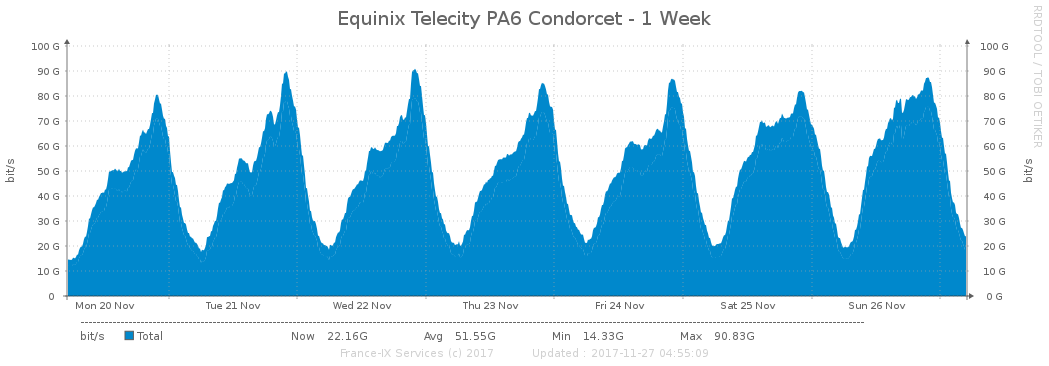 Equinix Telecity PA6 Condorcet - 1 Week
RRDTOOL / TOBI OETIKER
bit/s
100 G
90 G
80 G
70 G
60 G
50 G
40 G
30 G
20 G
10 G
0
100 G
90 G
80 G
70 G
60 G
50 G
40 G
30 G
20 G
10 G
0 G
bit/s
Mon 20 Nov Tue 21 Nov Wed 22 Nov Thu 23 Nov Fri 24 Nov Sat 25 Nov Sun 26 Nov
bit/s Total Now 22.16G Avg 51.55G Min 14.33G Max 90.83G
France-IX Services (c) 2017 Updated : 2017-11-27 04:55:09